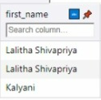 first_name
Search column...
Lalitha Shivapriya
Lalitha Shivapriya
Kalyani